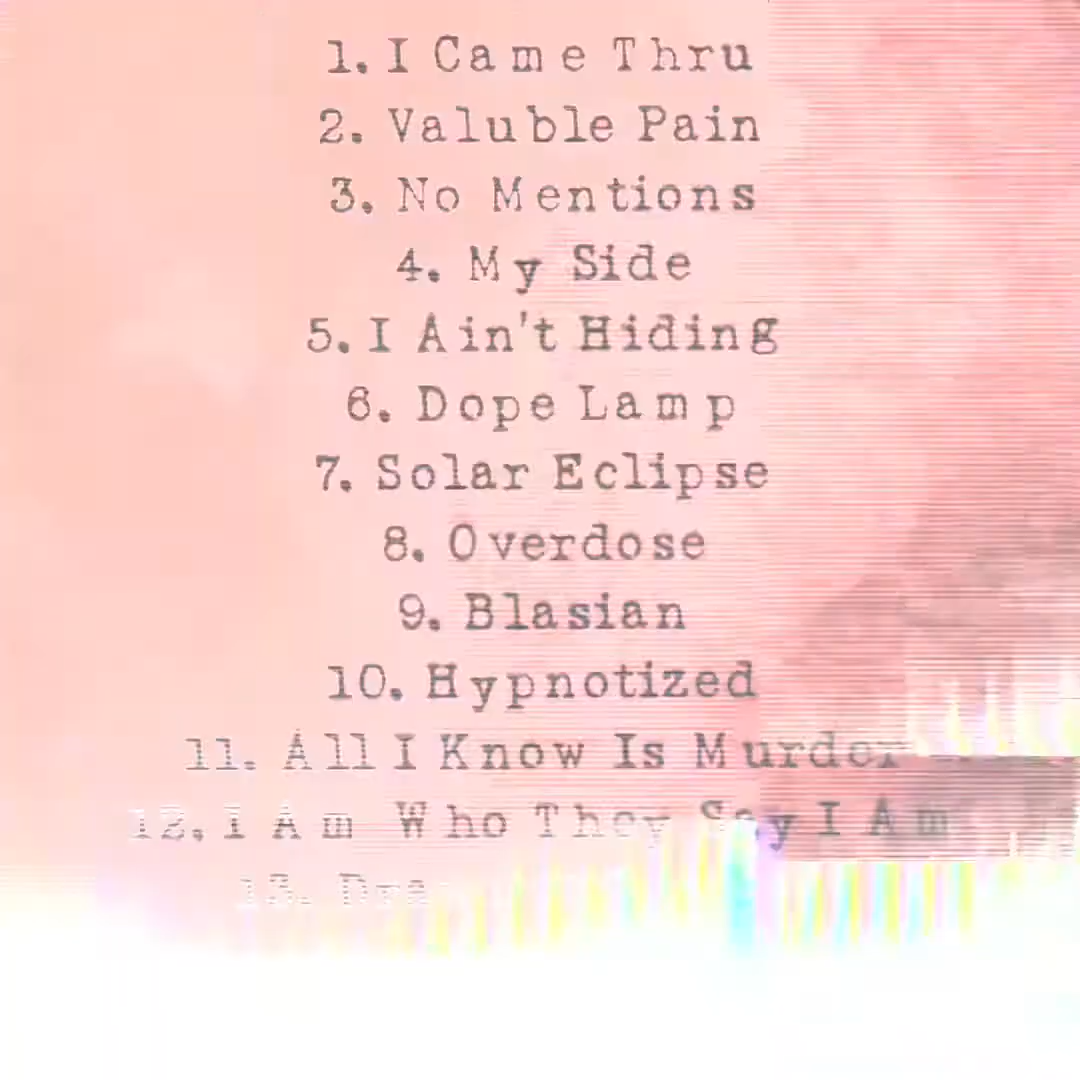 1. I Came Thru
2. Valuble Pain
3. No Mentions
4. My Side
5. I Ain't Hiding
6. Dope Lamp
7. Solar Eclipse
8. Overdose
9. Blasian
10. Hypnotized
11. All I Know Is Murder
12. I Am Who They Say I Am
13.